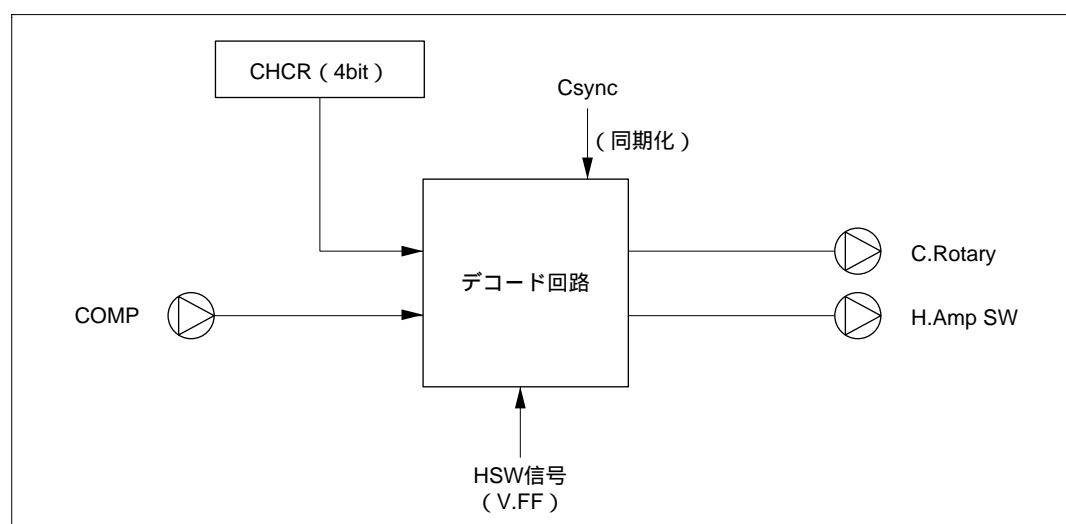 CHCR（4bit）
Csync
（同期化）
デコード回路
COMP
C.Rotary
H.Amp SW
HSW信号
（V.FF）